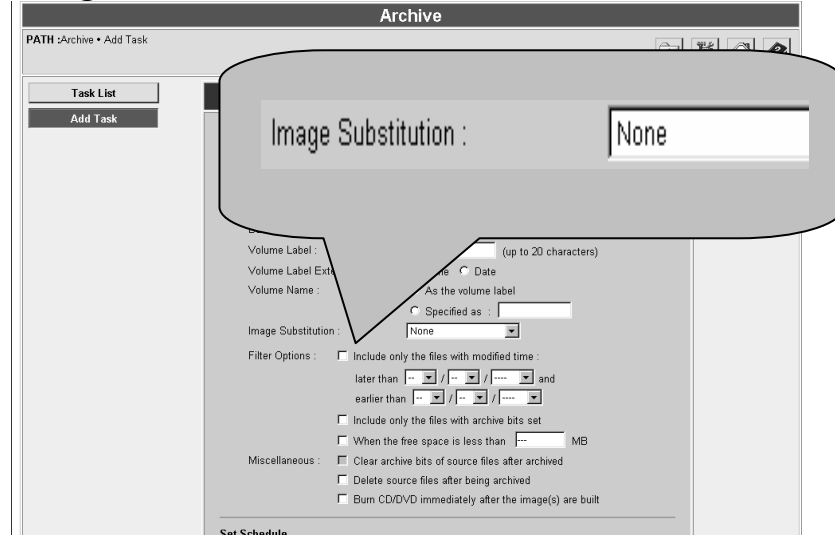 Archive
PATH :Archive • Add Task
Task List
Add Task
Image Substitution : None
Volume Label : (up to 20 characters)
Volume Label Exte Date
Volume Name : As the volume label
Specified as :
Image Substitution : None
Filter Options : Include only the files with modified time :
later than -- / -- / ---- and
earlier than -- / -- / ----
Include only the files with archive bits set
When the free space is less than --- MB
Miscellaneous : Clear archive bits of source files after archived
Delete source files after being archived
Burn CD/DVD immediately after the image(s) are built
Set Schedule